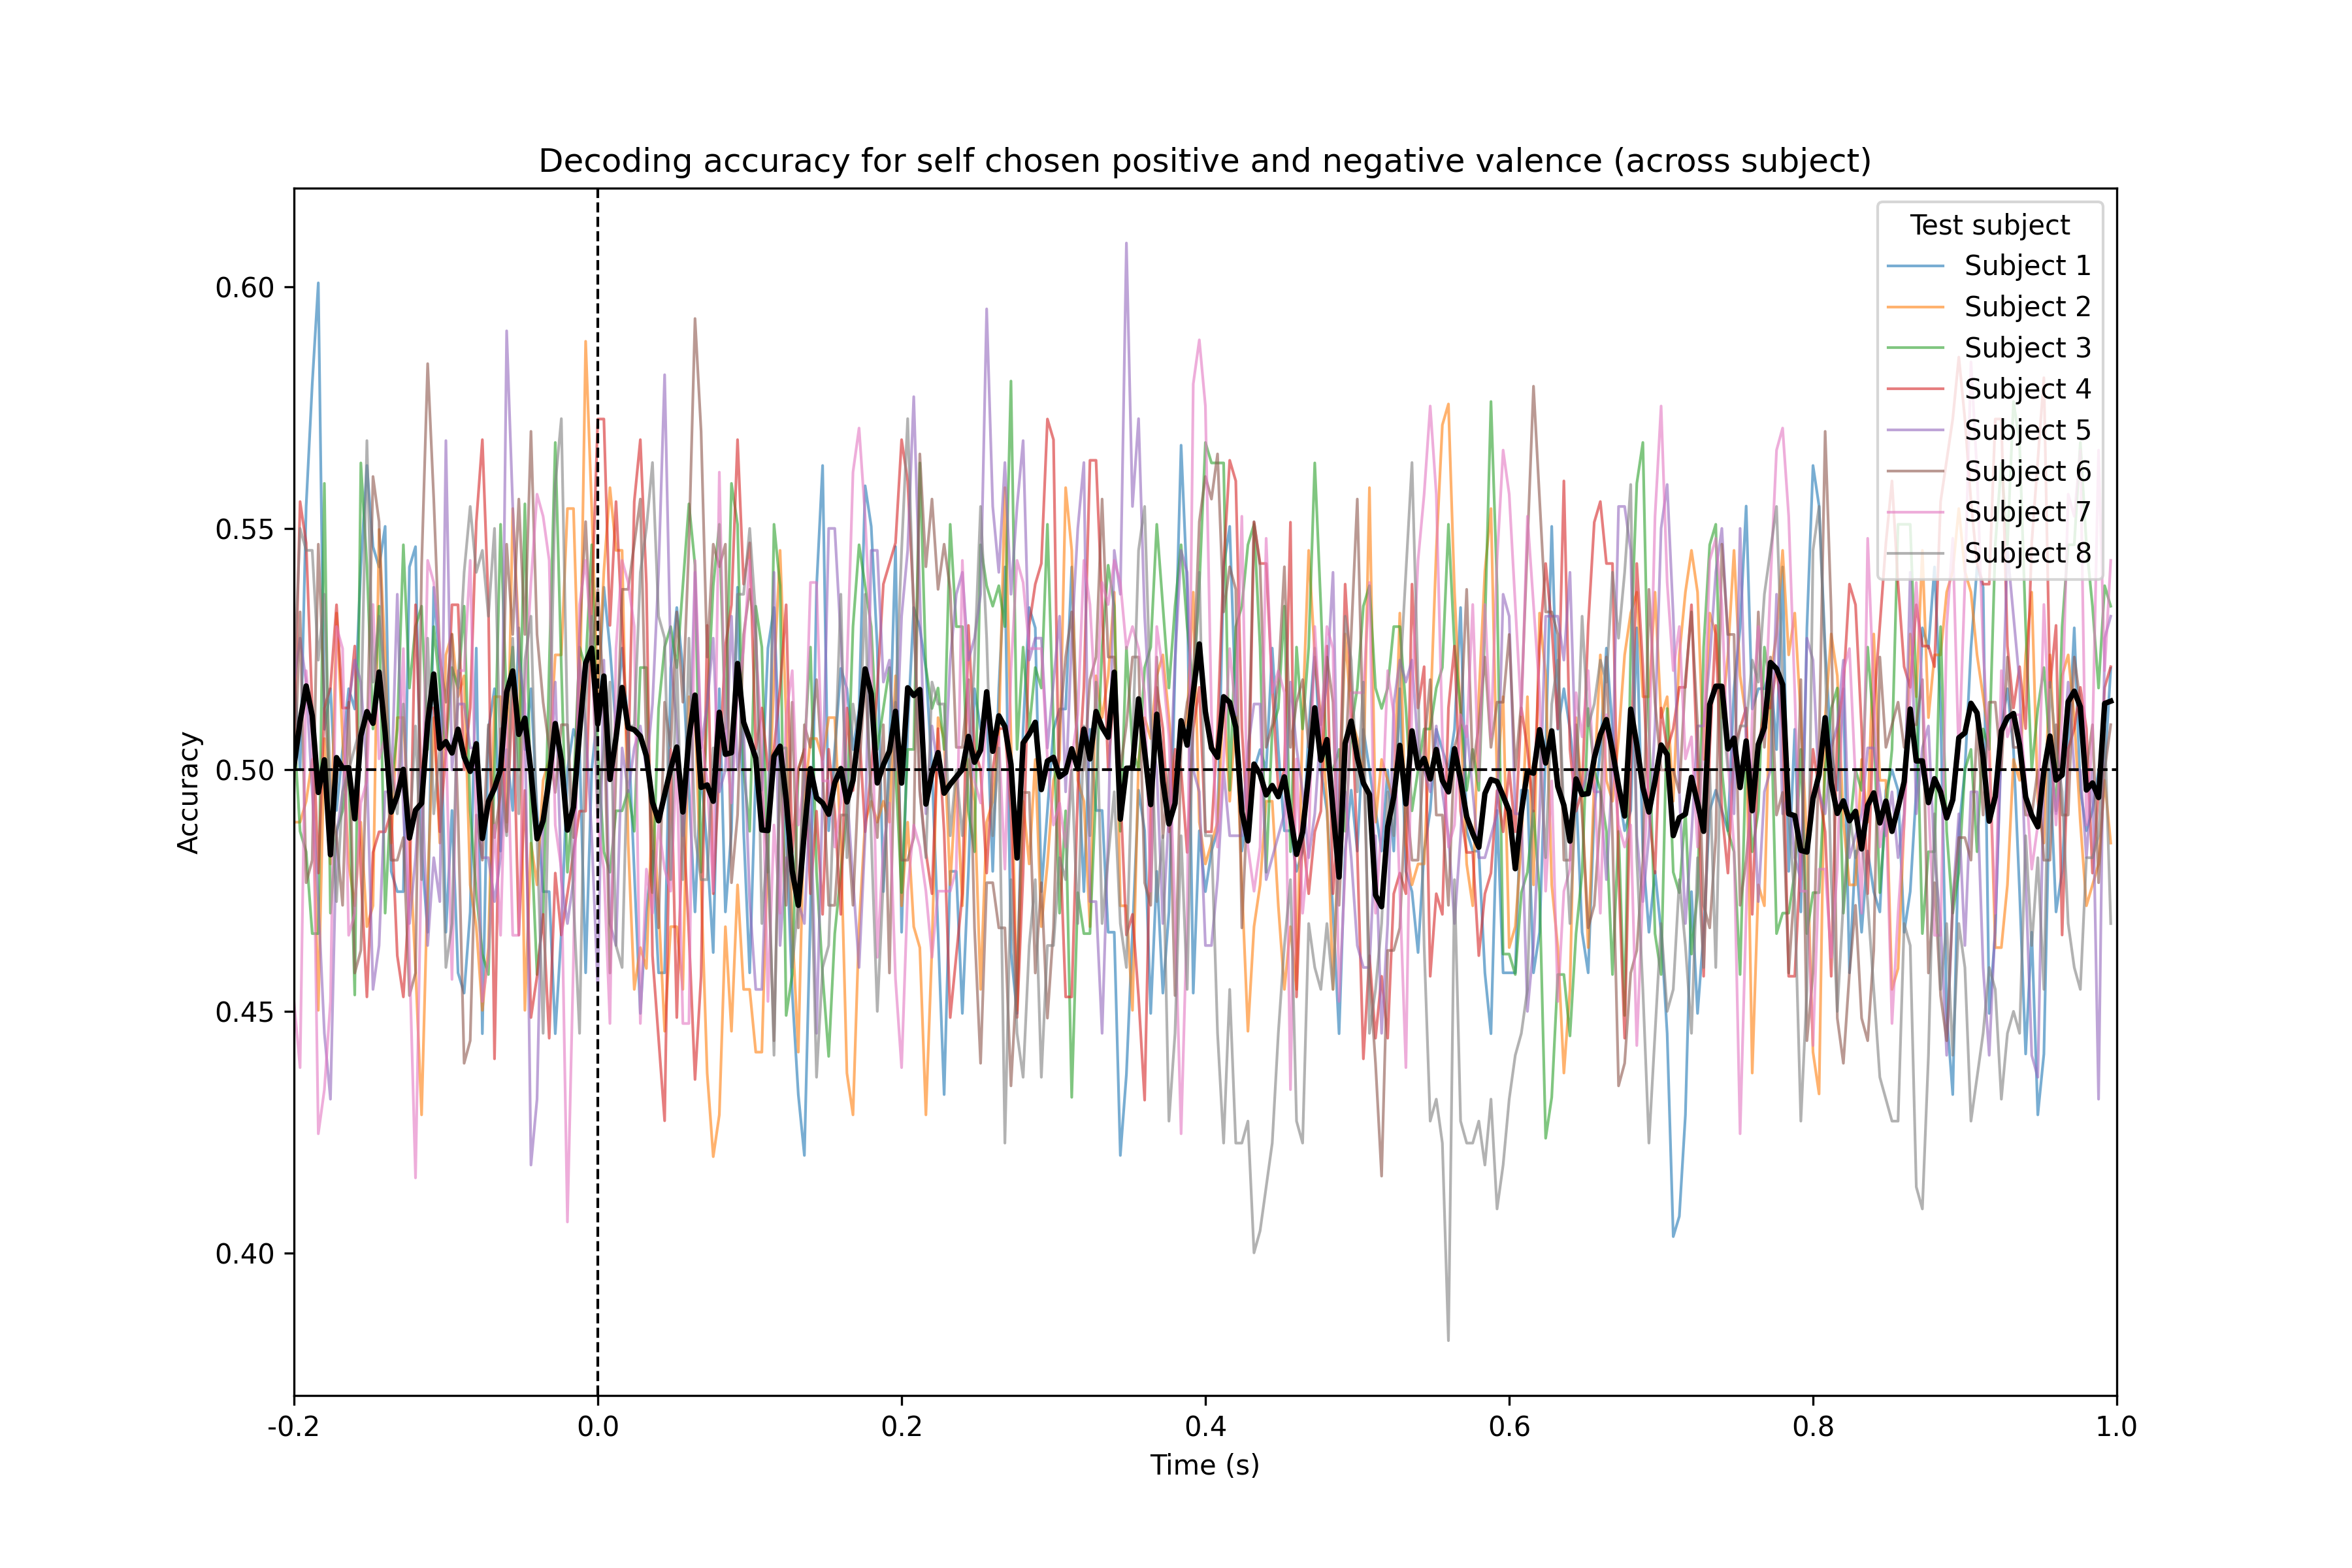 Decoding accuracy for self chosen positive and negative valence (across subject)
Test subject
Subject 1
Subject 2
Subject 3
Subject 4
Subject 5
Subject 6
Subject 7
Subject 8
0.60
0.55
0.50
0.45
0.40
Accuracy
-0.2 0.0 0.2 0.4 0.6 0.8 1.0
Time (s)